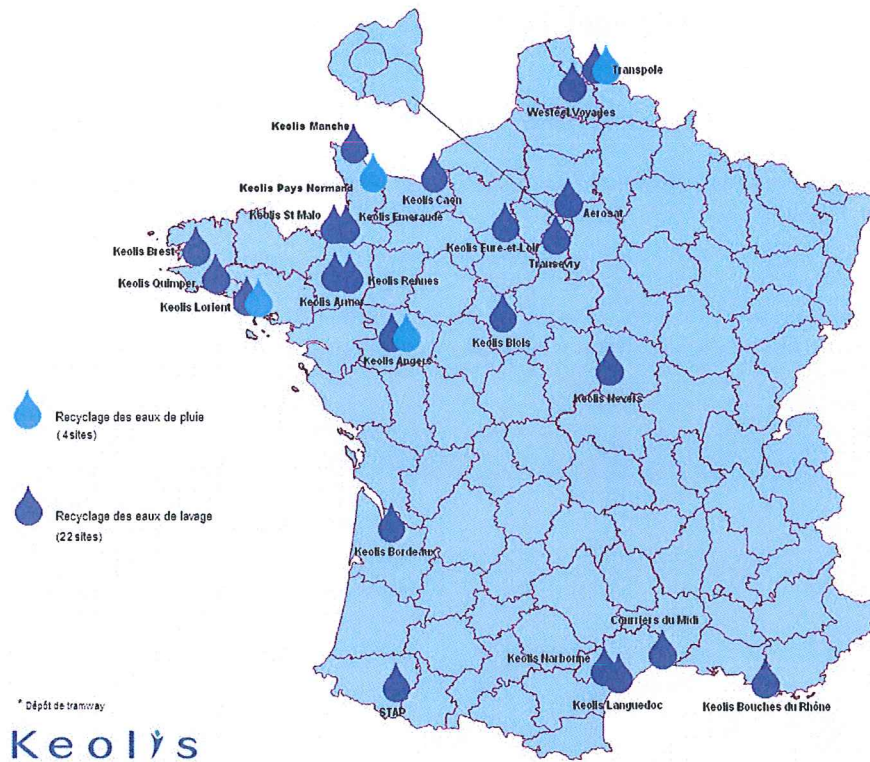 Transpole
Westeel Voyages
Keolis Manche
Keolis Pays Normand
Keolis Caen
Keolis St Malo
Keolis Emeraude
Aerosat
Keolis Eure-et-Loir
Transevry
Keolis Brest
Keolis Quimper
Keolis Rennes
Keolis Lorient
Keolis Armor
Keolis Blois
Keolis Angers *
Keolis Nevers
Recyclage des eaux de pluie
(4 sites)
Recyclage des eaux de lavage
(22 sites)
Keolis Bordeaux
Courriers du Midi
Keolis Narbonne
STAP
Keolis Languedoc
Keolis Bouches du Rhône
* Dépôt de tramway
Keolis